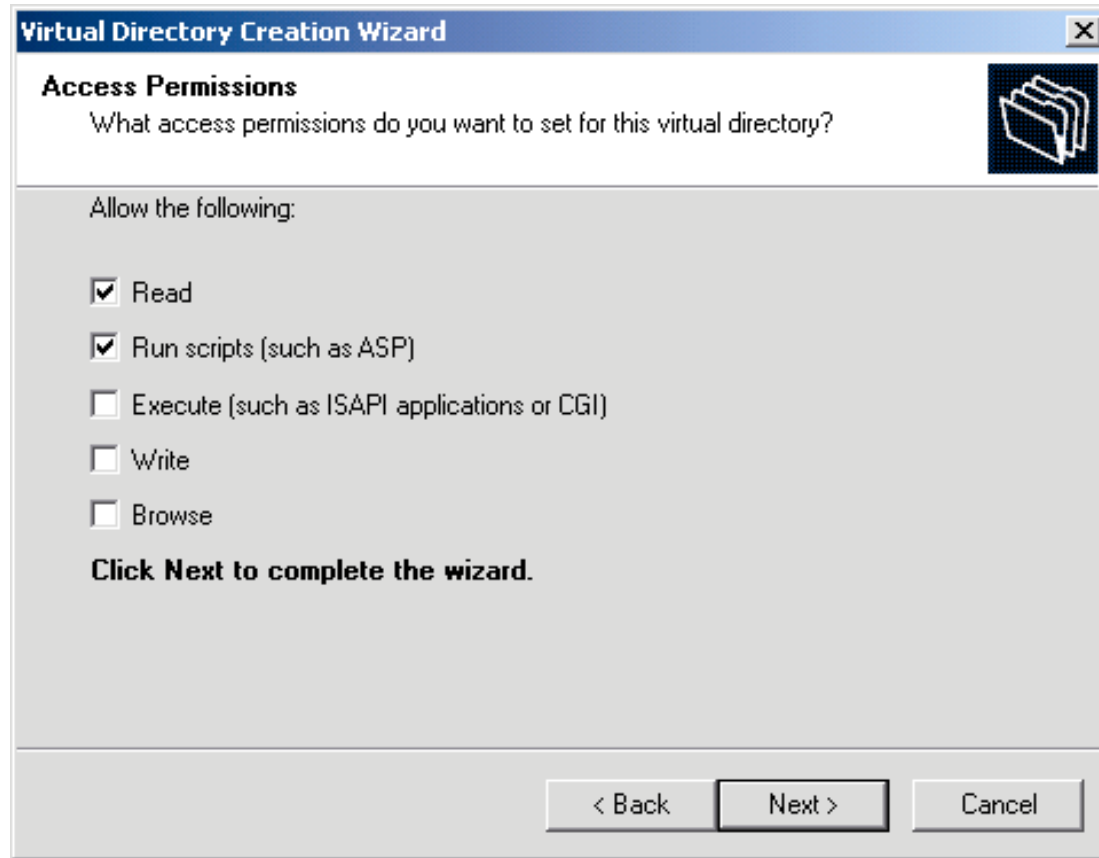 Virtual Directory Creation Wizard
Access Permissions
What access permissions do you want to set for this virtual directory?
Allow the following:
Read
Run scripts (such as ASP)
Execute (such as ISAPI applications or CGI)
Write
Browse
Click Next to complete the wizard.
< Back Next > Cancel